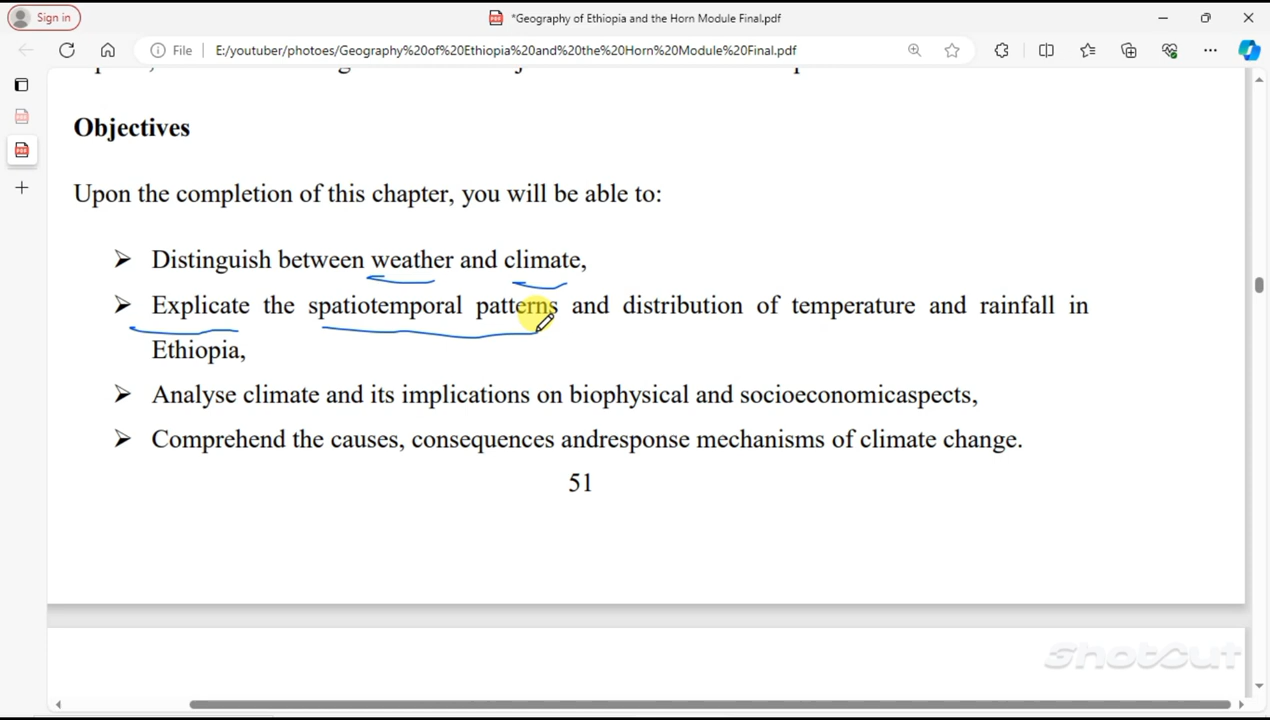 Sign in
*Geography of Ethiopia and the Horn Module Final.pdf
File
E:/youtuber/photoes/Geography%20of%20Ethiopia%20and%20the%20Horn%20Module%20Final.pdf
Objectives
Upon the completion of this chapter, you will be able to:
➢ Distinguish between weather and climate,
➢ Explicate the spatiotemporal patterns and distribution of temperature and rainfall in
Ethiopia,
➢ Analyse climate and its implications on biophysical and socioeconomicaspects,
➢ Comprehend the causes, consequences andresponse mechanisms of climate change.
51
Shotcut